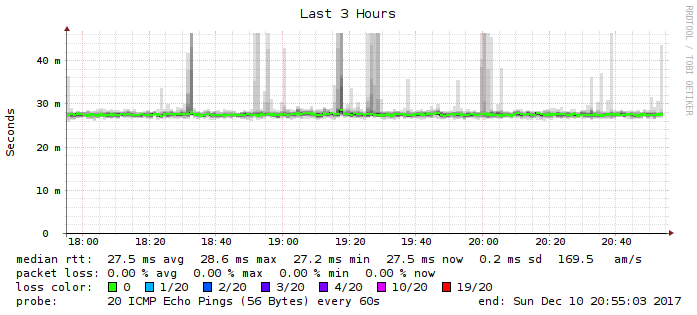 Last 3 Hours
RRDTOOL / TOBI OETIKER
Seconds
40 m
30 m
20 m
10 m
0
18:00 18:20 18:40 19:00 19:20 19:40 20:00 20:20 20:40
median rtt: 27.5 ms avg 28.6 ms max 27.2 ms min 27.5 ms now 0.2 ms sd 169.5 am/s
packet loss: 0.00 % avg 0.00 % max 0.00 % min 0.00 % now
loss color: 0 1/20 2/20 3/20 4/20 10/20 19/20
probe: 20 ICMP Echo Pings (56 Bytes) every 60s end: Sun Dec 10 20:55:03 2017